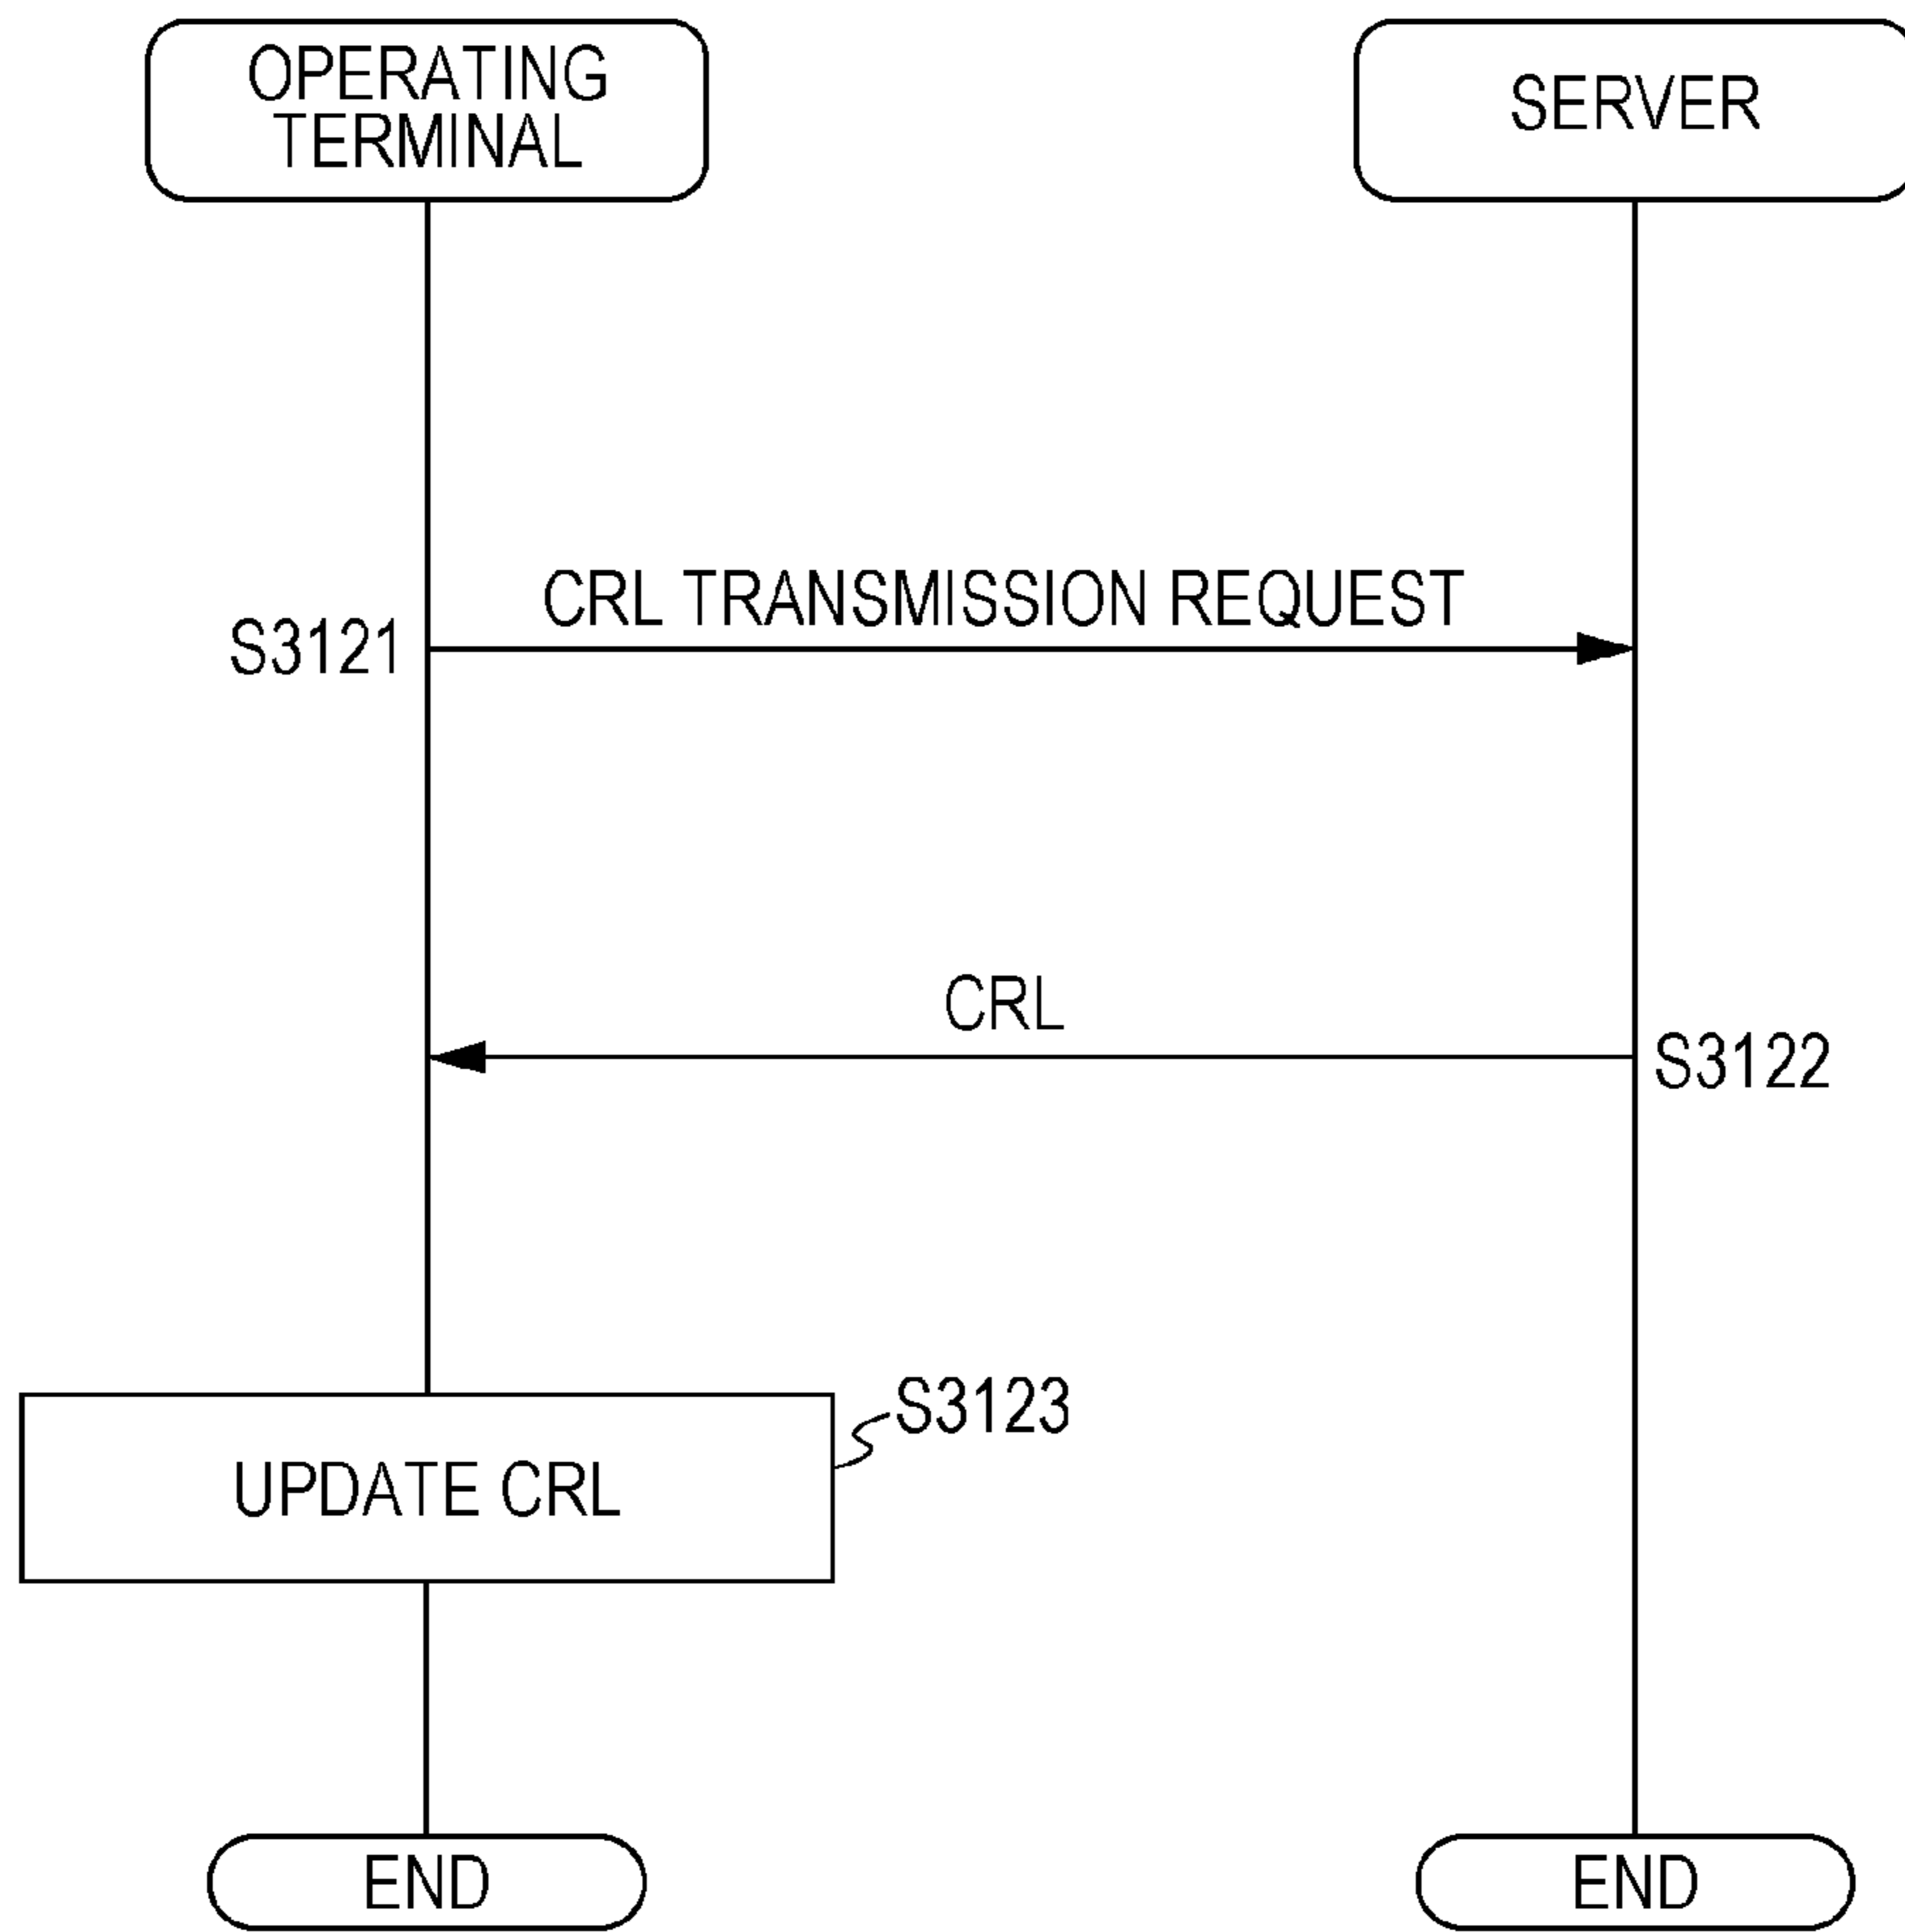 OPERATING
TERMINAL
SERVER
CRL TRANSMISSION REQUEST
S3121
CRL
S3122
S3123
UPDATE CRL
END
END